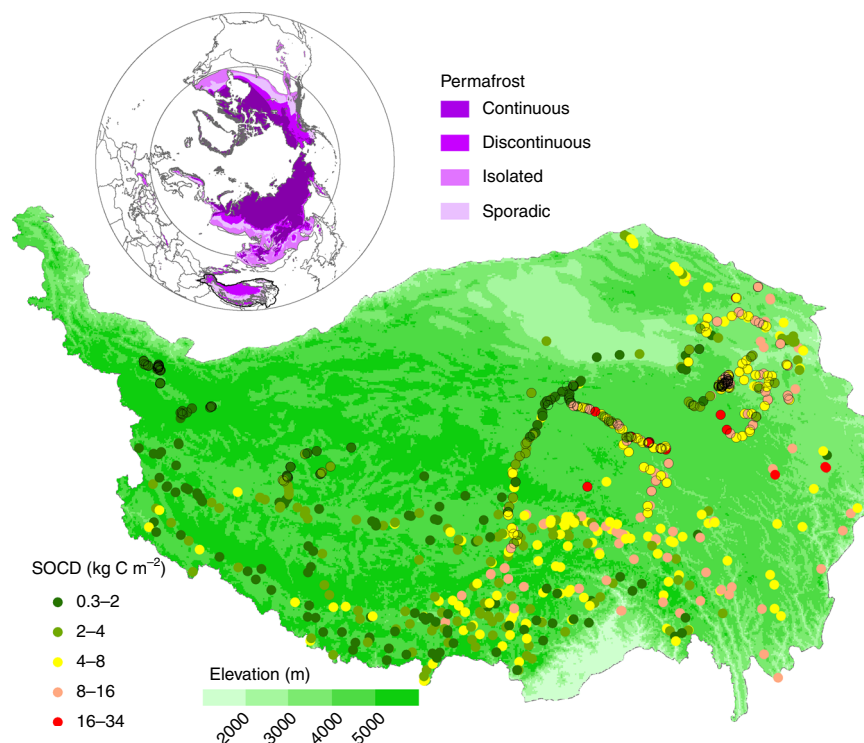 Permafrost
Continuous
Discontinuous
Isolated
Sporadic
SOCD (kg C m⁻²)
0.3–2
2–4
4–8
8–16
16–34
Elevation (m)
2000
3000
4000
5000